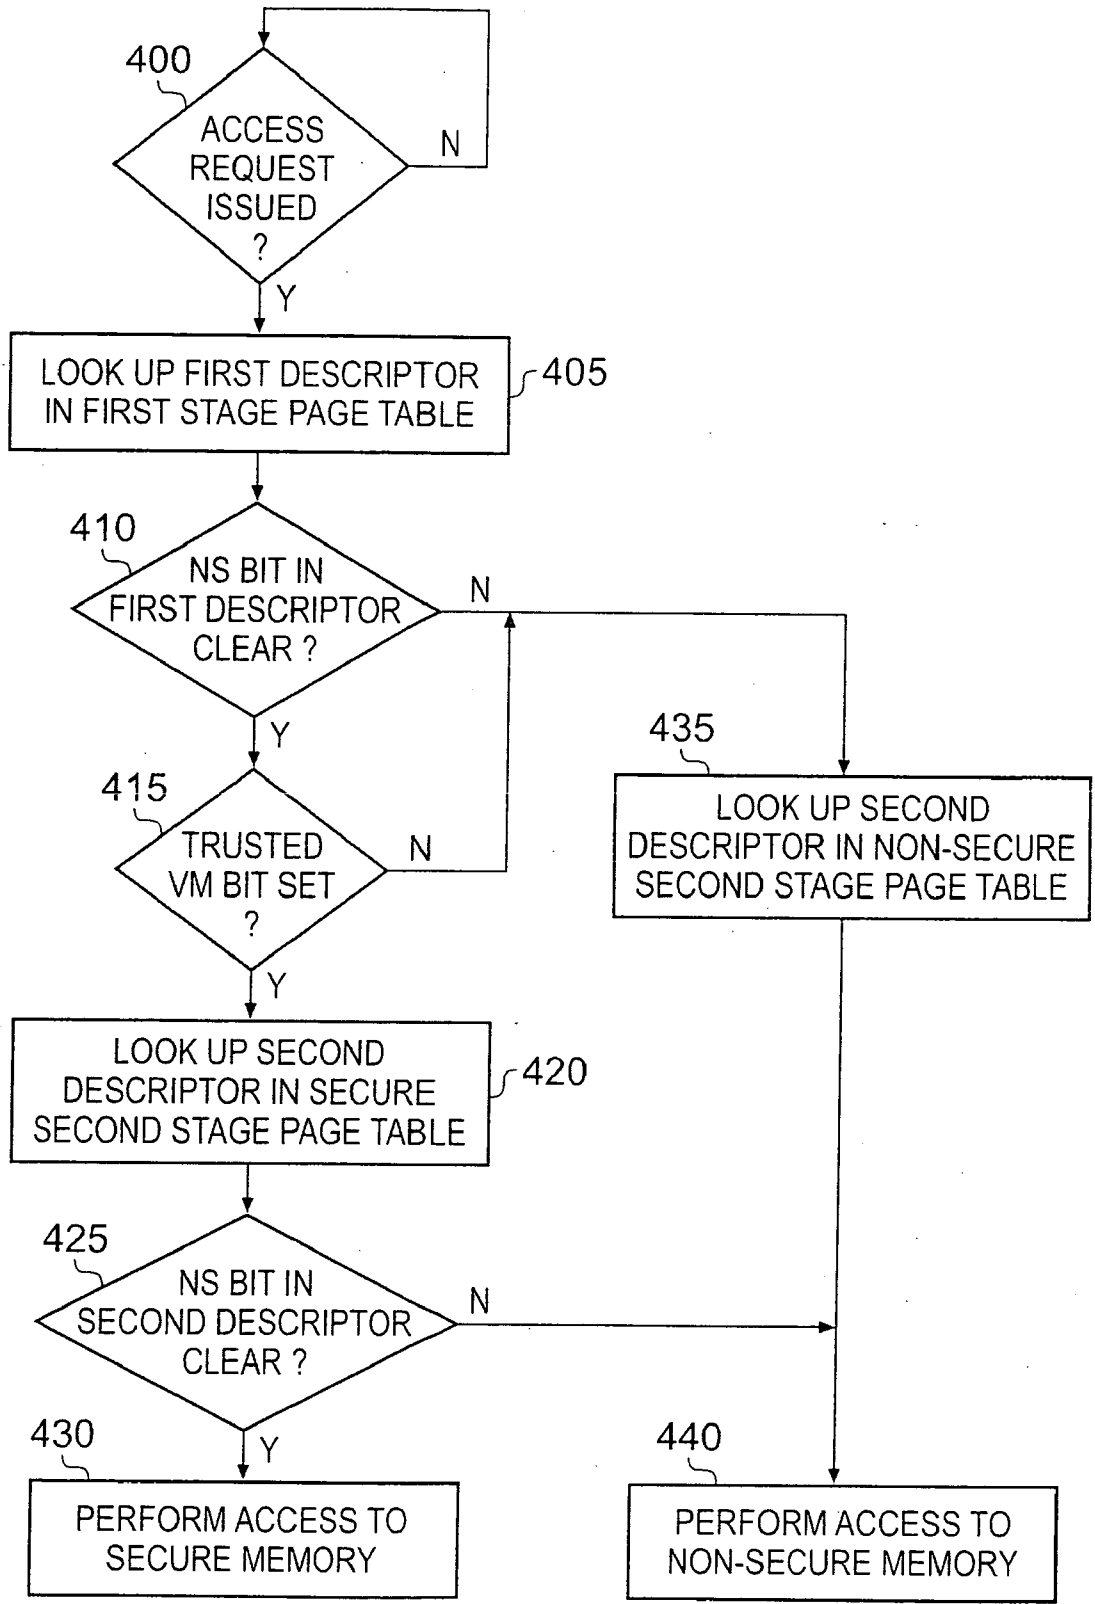 400
ACCESS
REQUEST
ISSUED
?
N
Y
LOOK UP FIRST DESCRIPTOR
IN FIRST STAGE PAGE TABLE
405
410
NS BIT IN
FIRST DESCRIPTOR
CLEAR ?
N
Y
415
TRUSTED
VM BIT SET
?
N
Y
435
LOOK UP SECOND
DESCRIPTOR IN NON-SECURE
SECOND STAGE PAGE TABLE
LOOK UP SECOND
DESCRIPTOR IN SECURE
SECOND STAGE PAGE TABLE
420
425
NS BIT IN
SECOND DESCRIPTOR
CLEAR ?
N
Y
430
PERFORM ACCESS TO
SECURE MEMORY
440
PERFORM ACCESS TO
NON-SECURE MEMORY